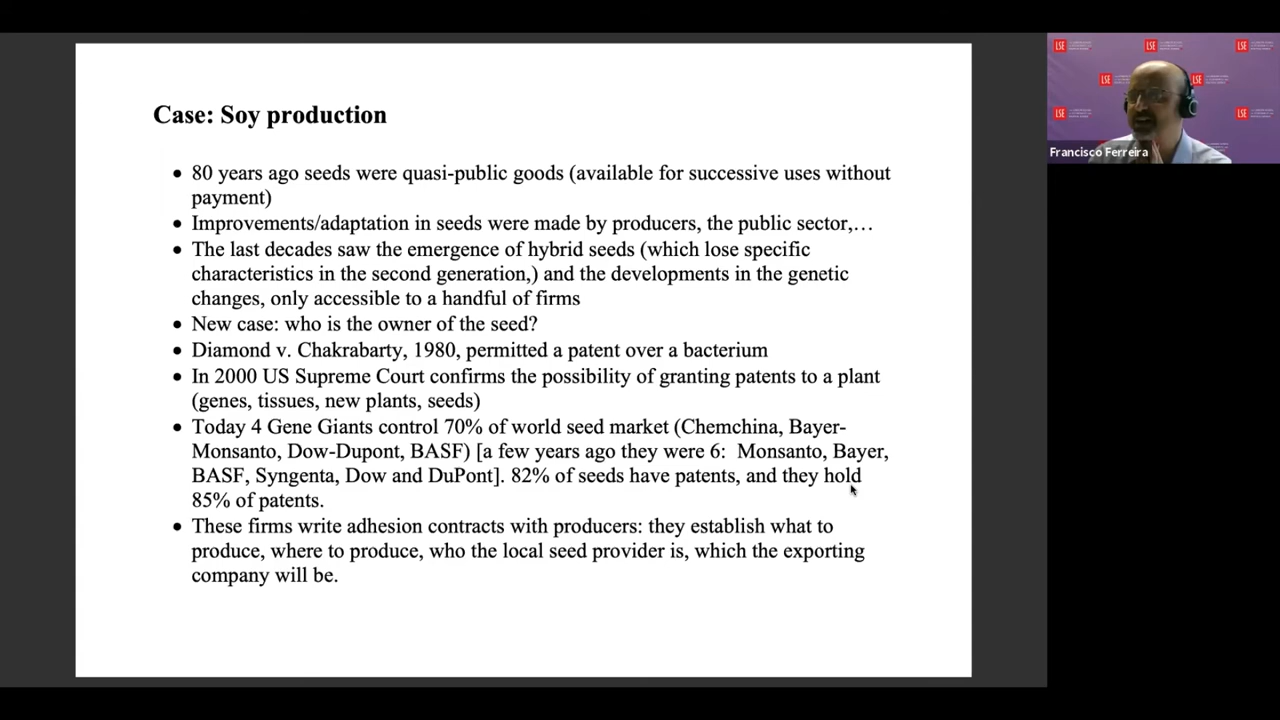 Case: Soy production
• 80 years ago seeds were quasi-public goods (available for successive uses without
payment)
• Improvements/adaptation in seeds were made by producers, the public sector,…
• The last decades saw the emergence of hybrid seeds (which lose specific
characteristics in the second generation,) and the developments in the genetic
changes, only accessible to a handful of firms
• New case: who is the owner of the seed?
• Diamond v. Chakrabarty, 1980, permitted a patent over a bacterium
• In 2000 US Supreme Court confirms the possibility of granting patents to a plant
(genes, tissues, new plants, seeds)
• Today 4 Gene Giants control 70% of world seed market (Chemchina, Bayer-
Monsanto, Dow-Dupont, BASF) [a few years ago they were 6:  Monsanto, Bayer,
BASF, Syngenta, Dow and DuPont]. 82% of seeds have patents, and they hold
85% of patents.
• These firms write adhesion contracts with producers: they establish what to
produce, where to produce, who the local seed provider is, which the exporting
company will be.
LSE
LSE
LSE
LSE
LSE
LSE
LSE
Francisco Ferreira